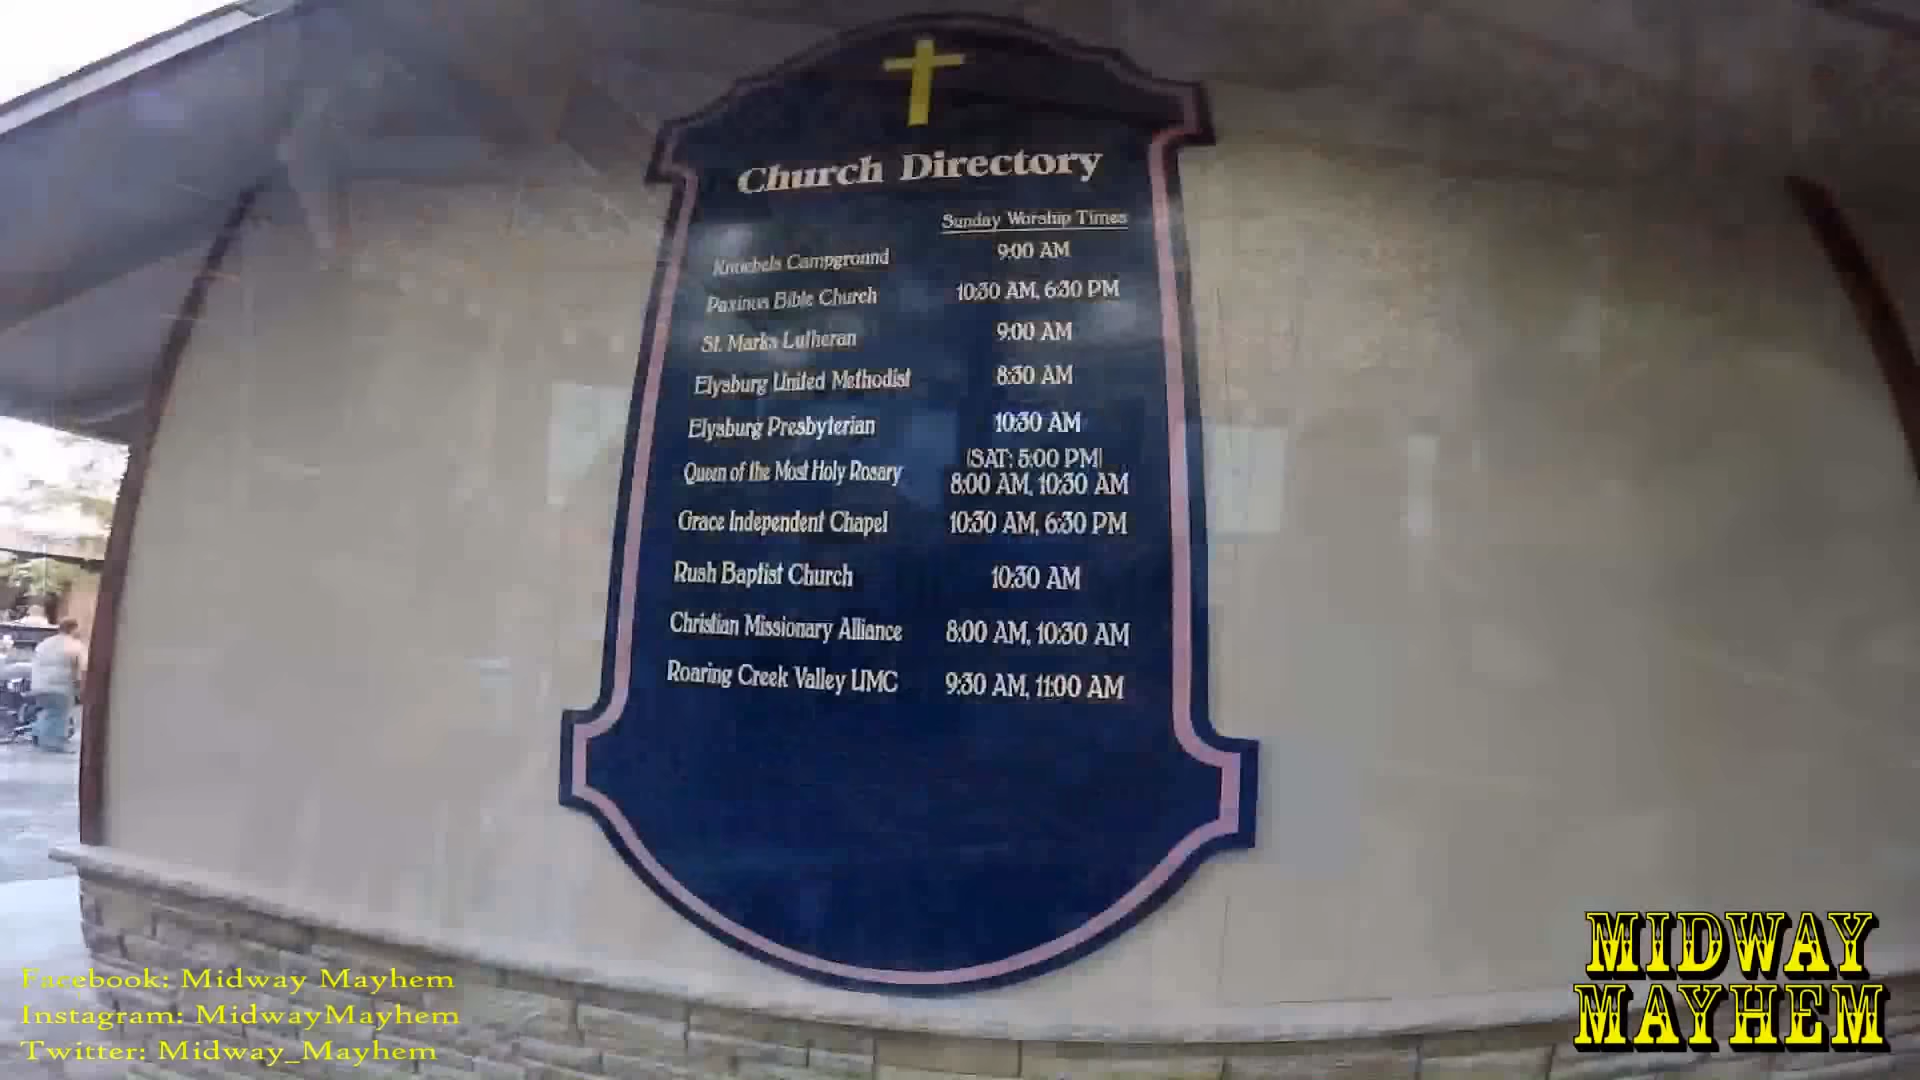 Church Directory
Sunday Worship Times
Knoebels Campground 9:00 AM
Paxinos Bible Church 10:30 AM, 6:30 PM
St. Marks Lutheran 9:00 AM
Elysburg United Methodist 8:30 AM
Elysburg Presbyterian 10:30 AM
(SAT: 5:00 PM)
Queen of the Most Holy Rosary 8:00 AM, 10:30 AM
Grace Independent Chapel 10:30 AM, 6:30 PM
Rush Baptist Church 10:30 AM
Christian Missionary Alliance 8:00 AM, 10:30 AM
Roaring Creek Valley UMC 9:30 AM, 11:00 AM
Facebook: Midway Mayhem
Instagram: MidwayMayhem
Twitter: Midway_Mayhem
MIDWAY
MAYHEM